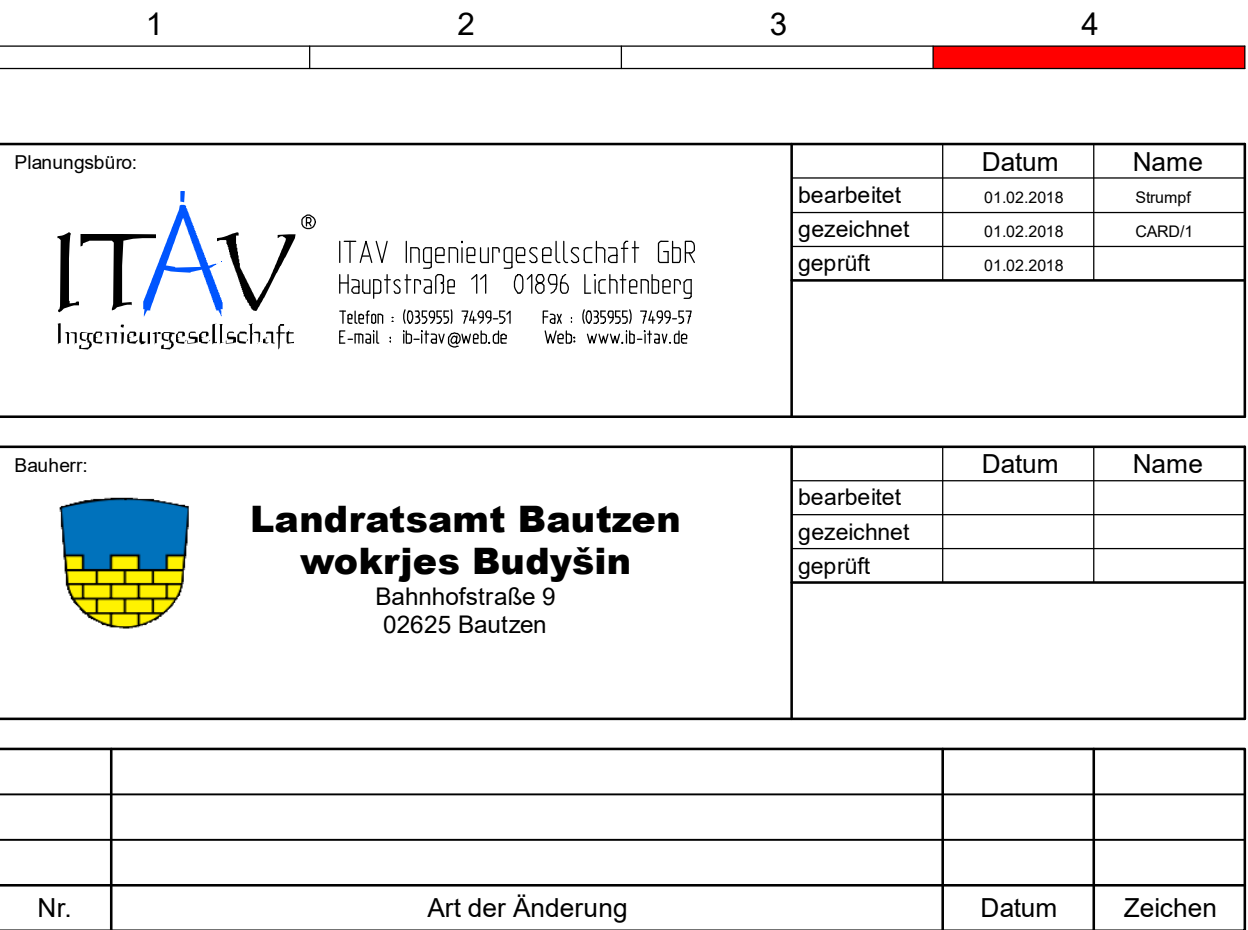 1 2 3 4
Planungsbüro:
Datum Name
bearbeitet 01.02.2018 Strumpf
gezeichnet 01.02.2018 CARD/1
geprüft 01.02.2018
ITAV®
Ingenieurgesellschaft
ITAV Ingenieurgesellschaft GbR
Hauptstraße 11 01896 Lichtenberg
Telefon : (035955) 7499-51 Fax : (035955) 7499-57
E-mail : ib-itav@web.de Web: www.ib-itav.de
Bauherr:
Datum Name
bearbeitet
gezeichnet
geprüft
Landratsamt Bautzen
wokrjes Budyšin
Bahnhofstraße 9
02625 Bautzen
Nr. Art der Änderung Datum Zeichen